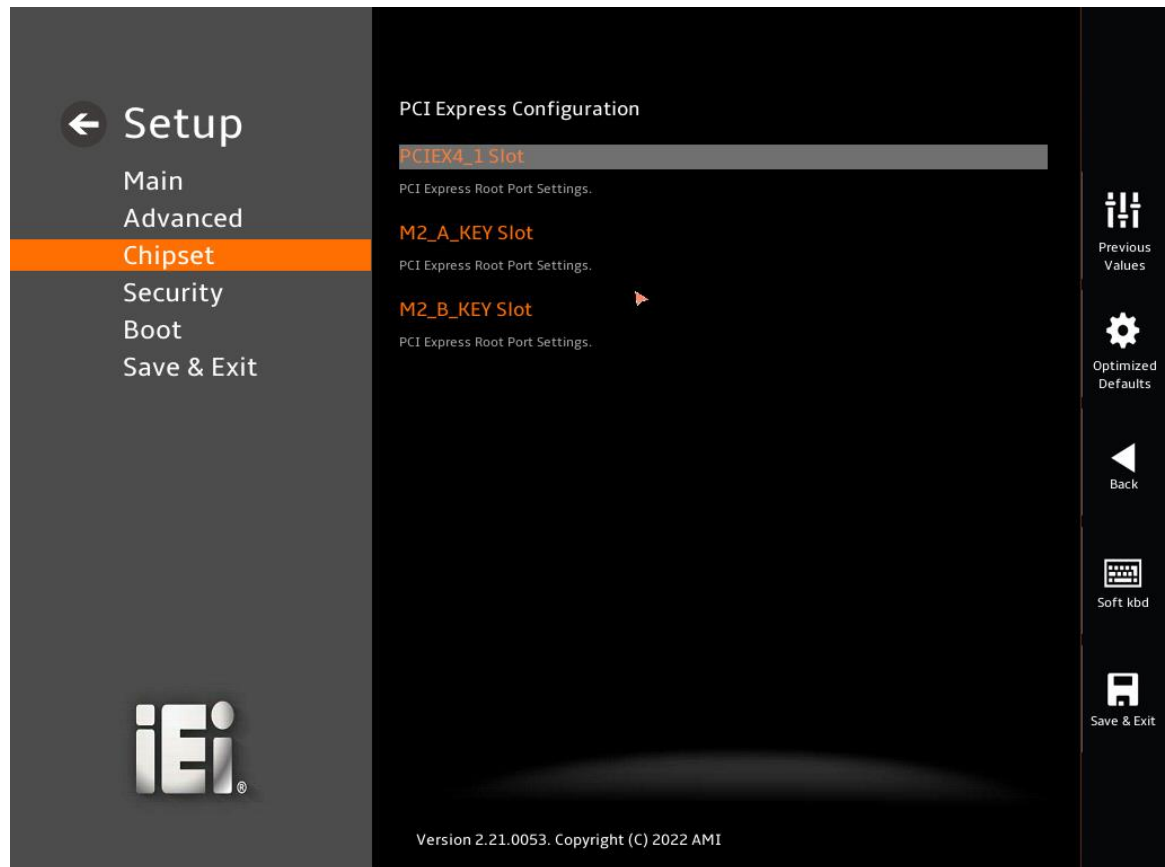 Setup
Main
Advanced
Chipset
Security
Boot
Save & Exit
iEi®
PCI Express Configuration
PCIEX4_1 Slot
PCI Express Root Port Settings.
M2_A_KEY Slot
PCI Express Root Port Settings.
M2_B_KEY Slot
PCI Express Root Port Settings.
Version 2.21.0053. Copyright (C) 2022 AMI
Previous
Values
Optimized
Defaults
Back
Soft kbd
Save & Exit